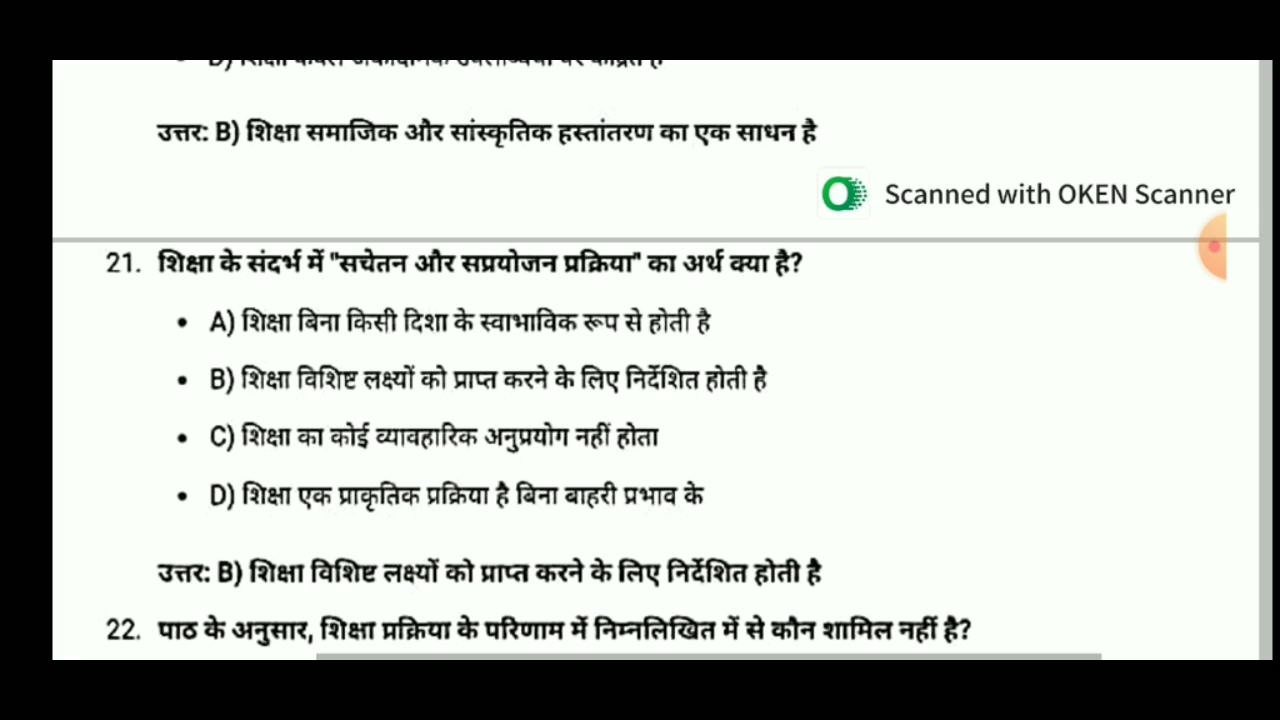 उत्तर: B) शिक्षा समाजिक और सांस्कृतिक हस्तांतरण का एक साधन है
Scanned with OKEN Scanner
21. शिक्षा के संदर्भ में "सचेतन और सप्रयोजन प्रक्रिया" का अर्थ क्या है?
• A) शिक्षा बिना किसी दिशा के स्वाभाविक रूप से होती है
• B) शिक्षा विशिष्ट लक्ष्यों को प्राप्त करने के लिए निर्देशित होती है
• C) शिक्षा का कोई व्यावहारिक अनुप्रयोग नहीं होता
• D) शिक्षा एक प्राकृतिक प्रक्रिया है बिना बाहरी प्रभाव के
उत्तर: B) शिक्षा विशिष्ट लक्ष्यों को प्राप्त करने के लिए निर्देशित होती है
22. पाठ के अनुसार, शिक्षा प्रक्रिया के परिणाम में निम्नलिखित में से कौन शामिल नहीं है?